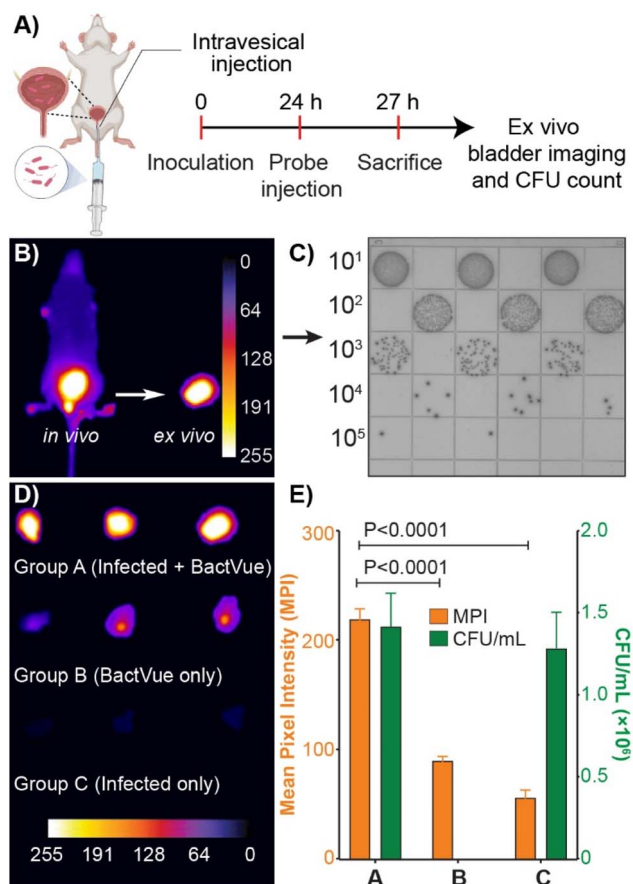 A)
Intravesical
injection
0
24 h
27 h
Inoculation
Probe
injection
Sacrifice
Ex vivo
bladder imaging
and CFU count
B)
0
64
128
191
255
in vivo
ex vivo
C)
10¹
10²
10³
10⁴
10⁵
D)
Group A (Infected + BactVue)
Group B (BactVue only)
Group C (Infected only)
255 191 128 64 0
E)
Mean Pixel Intensity (MPI)
300
200
100
0
P<0.0001
P<0.0001
MPI
CFU/mL
2.0
1.5
1.0
0.5
0
CFU/mL (×10⁶)
A B C